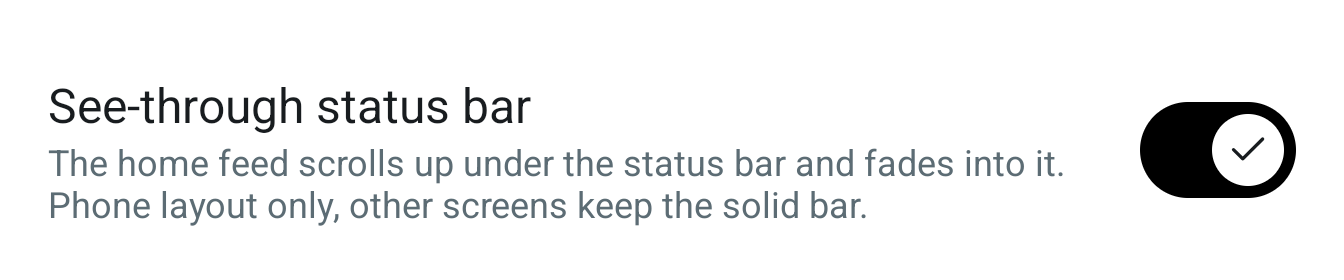 See-through status bar
The home feed scrolls up under the status bar and fades into it.
Phone layout only, other screens keep the solid bar.